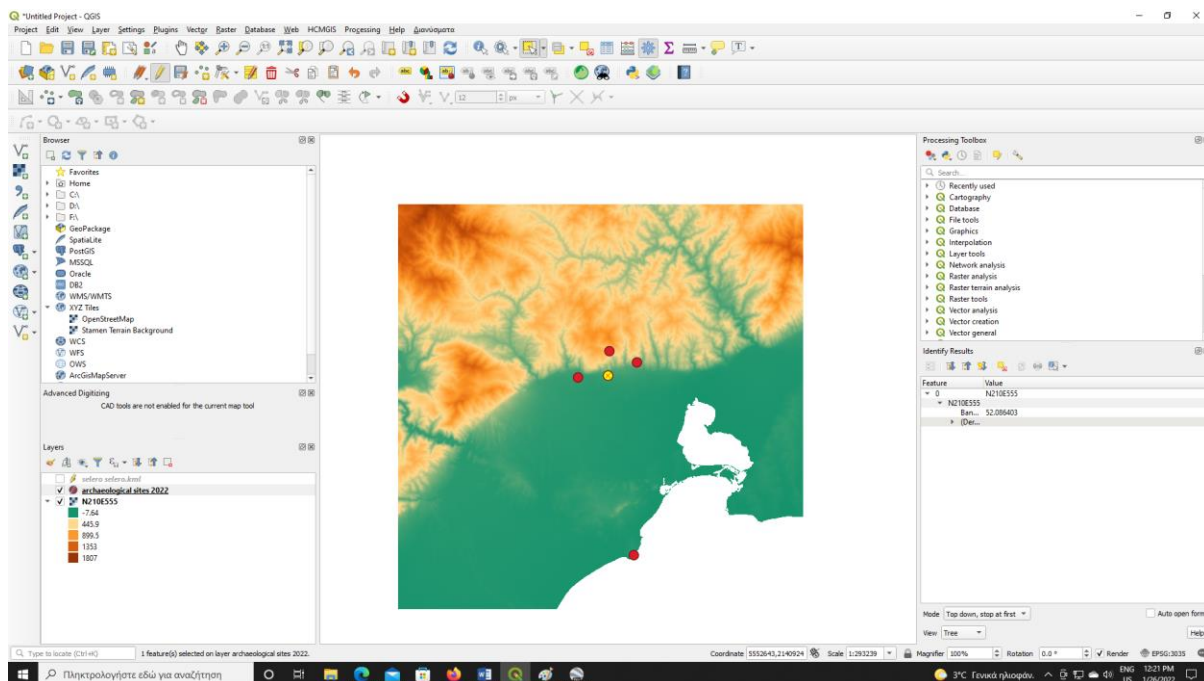 *Untitled Project - QGIS
Project Edit View Layer Settings Plugins Vector Raster Database Web HCMGIS Processing Help Διανύσματα
12 px
Browser
Favorites
Home
C:\
D:\
F:\
GeoPackage
SpatiaLite
PostGIS
MSSQL
Oracle
DB2
WMS/WMTS
XYZ Tiles
OpenStreetMap
Stamen Terrain Background
WCS
WFS
OWS
ArcGisMapServer
Advanced Digitizing
CAD tools are not enabled for the current map tool
Layers
archaeological sites 2022
N210E555
-7.64
445.9
899.5
1353
1807
Processing Toolbox
Search...
Recently used
Cartography
Database
File tools
Graphics
Interpolation
Layer tools
Network analysis
Raster analysis
Raster terrain analysis
Raster tools
Vector analysis
Vector creation
Vector general
Identify Results
Feature Value
0 N210E555
N210E555
Ban... 52.086403
(Der...
Mode Top down, stop at first Auto open form
View Tree Help
Type to locate (Ctrl+K) 1 feature(s) selected on layer archaeological sites 2022. Coordinate 5552643,2140924 Scale 1:293239 Magnifier 100% Rotation 0.0 ° Render EPSG:3035
Πληκτρολογήστε εδώ για αναζήτηση 3°C Γενικά ηλιοφάν. ENG 12:21 PM
US 1/26/2022